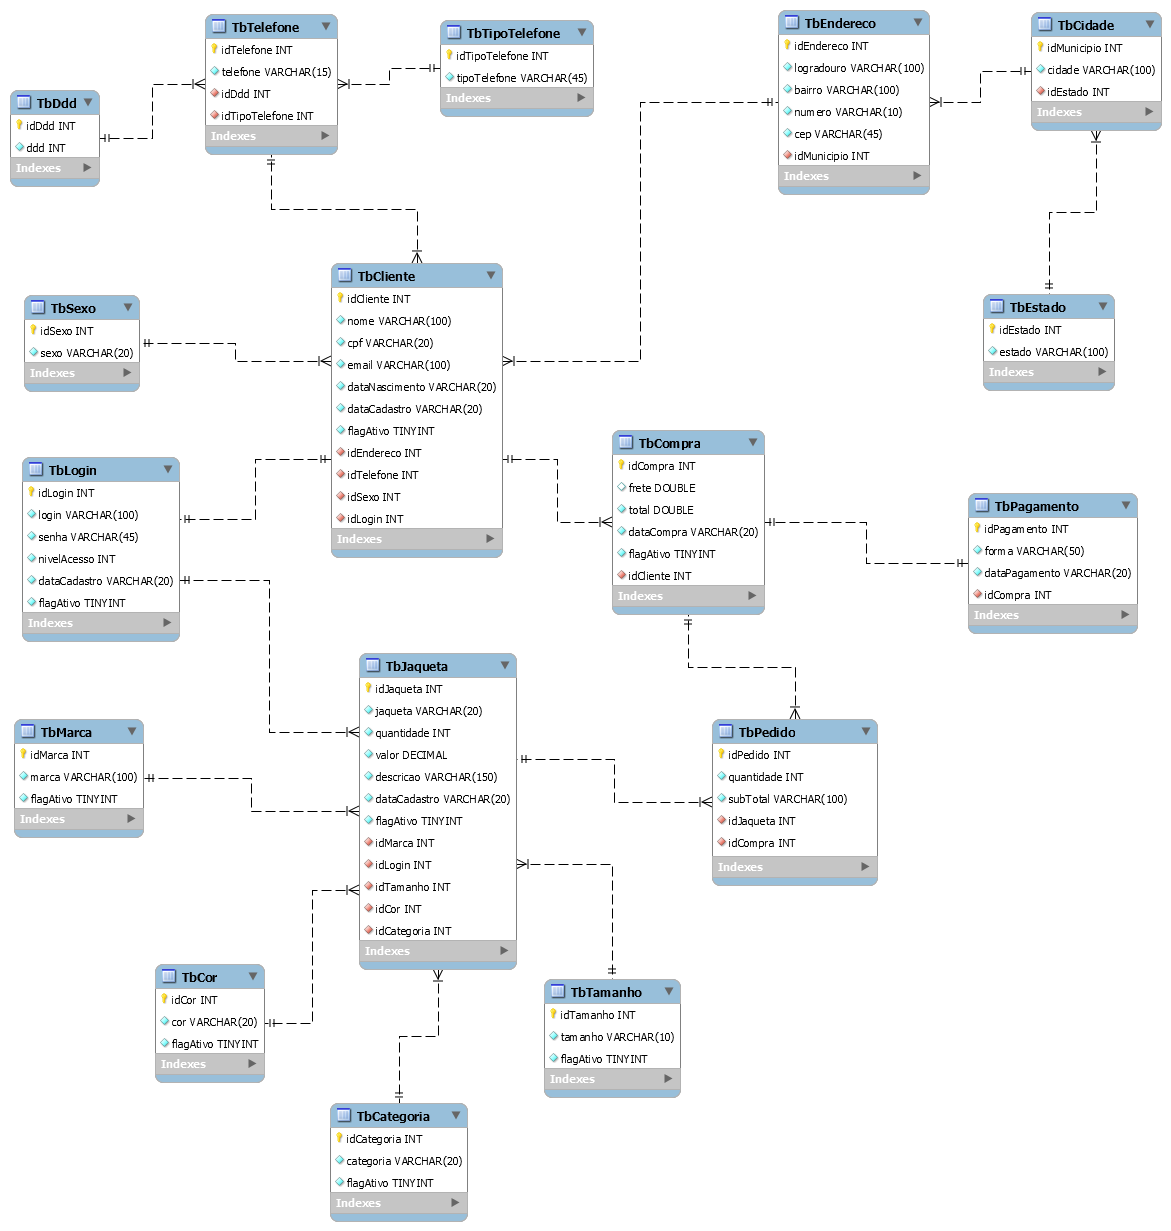 TbTelefone
idTelefone INT
telefone VARCHAR(15)
idDdd INT
idTipoTelefone INT
Indexes
TbTipoTelefone
idTipoTelefone INT
tipoTelefone VARCHAR(45)
Indexes
TbEndereco
idEndereco INT
logradouro VARCHAR(100)
bairro VARCHAR(100)
numero VARCHAR(10)
cep VARCHAR(45)
idMunicipio INT
Indexes
TbCidade
idMunicipio INT
cidade VARCHAR(100)
idEstado INT
Indexes
TbDdd
idDdd INT
ddd INT
Indexes
TbCliente
idCliente INT
nome VARCHAR(100)
cpf VARCHAR(20)
email VARCHAR(100)
dataNascimento VARCHAR(20)
dataCadastro VARCHAR(20)
flagAtivo TINYINT
idEndereco INT
idTelefone INT
idSexo INT
idLogin INT
Indexes
TbSexo
idSexo INT
sexo VARCHAR(20)
Indexes
TbEstado
idEstado INT
estado VARCHAR(100)
Indexes
TbLogin
idLogin INT
login VARCHAR(100)
senha VARCHAR(45)
nivelAcesso INT
dataCadastro VARCHAR(20)
flagAtivo TINYINT
Indexes
TbCompra
idCompra INT
frete DOUBLE
total DOUBLE
dataCompra VARCHAR(20)
flagAtivo TINYINT
idCliente INT
Indexes
TbPagamento
idPagamento INT
forma VARCHAR(50)
dataPagamento VARCHAR(20)
idCompra INT
Indexes
TbJaqueta
idJaqueta INT
jaqueta VARCHAR(20)
quantidade INT
valor DECIMAL
descricao VARCHAR(150)
dataCadastro VARCHAR(20)
flagAtivo TINYINT
idMarca INT
idLogin INT
idTamanho INT
idCor INT
idCategoria INT
Indexes
TbMarca
idMarca INT
marca VARCHAR(100)
flagAtivo TINYINT
Indexes
TbPedido
idPedido INT
quantidade INT
subTotal VARCHAR(100)
idJaqueta INT
idCompra INT
Indexes
TbCor
idCor INT
cor VARCHAR(20)
flagAtivo TINYINT
Indexes
TbTamanho
idTamanho INT
tamanho VARCHAR(10)
flagAtivo TINYINT
Indexes
TbCategoria
idCategoria INT
categoria VARCHAR(20)
flagAtivo TINYINT
Indexes